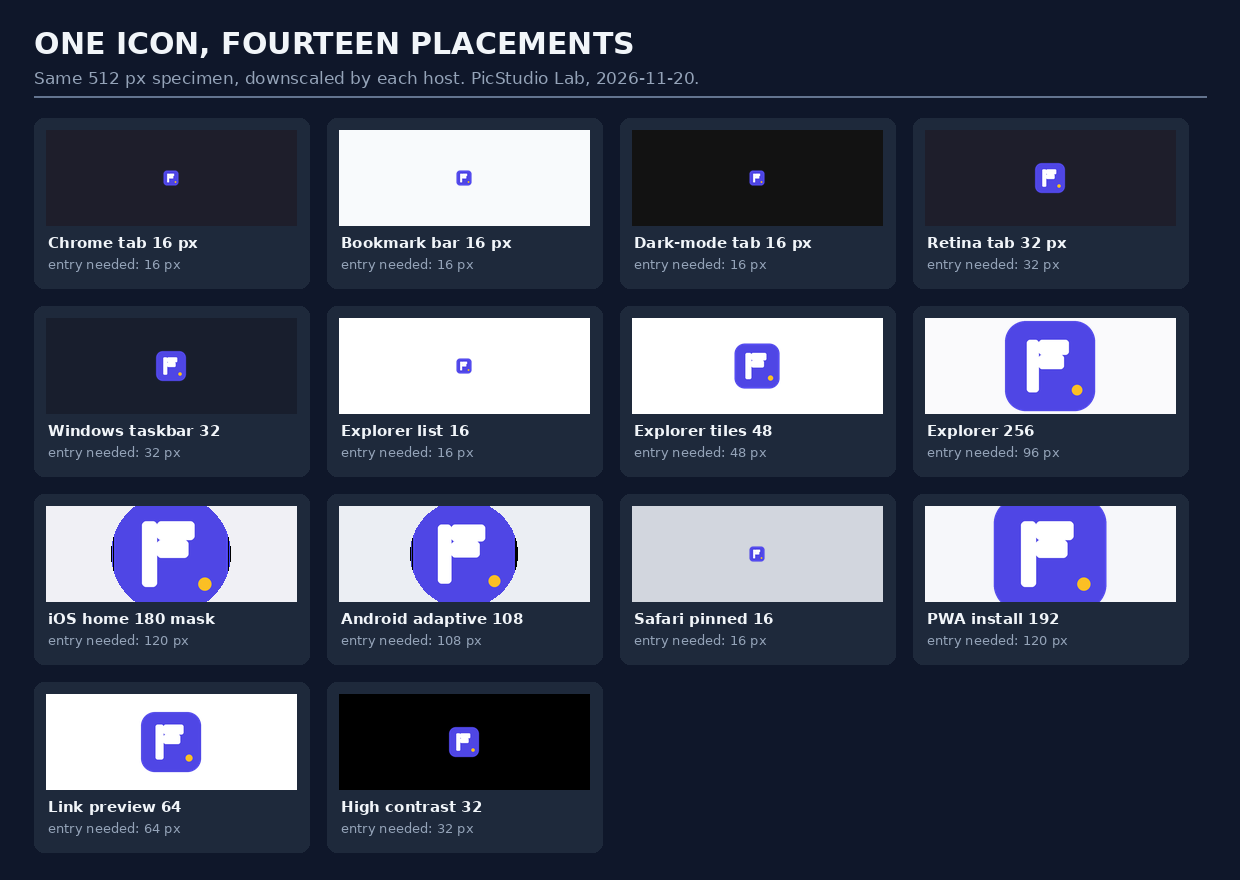 ONE ICON, FOURTEEN PLACEMENTS
Same 512 px specimen, downscaled by each host. PicStudio Lab, 2026-11-20.
F
F
F
F
Chrome tab 16 px
Bookmark bar 16 px
Dark-mode tab 16 px
Retina tab 32 px
entry needed: 16 px
entry needed: 16 px
entry needed: 16 px
entry needed: 32 px
F
F
F
F
Windows taskbar 32
Explorer list 16
Explorer tiles 48
Explorer 256
entry needed: 32 px
entry needed: 16 px
entry needed: 48 px
entry needed: 96 px
F
F
F
F
iOS home 180 mask
Android adaptive 108
Safari pinned 16
PWA install 192
entry needed: 120 px
entry needed: 108 px
entry needed: 16 px
entry needed: 120 px
F
F
Link preview 64
High contrast 32
entry needed: 64 px
entry needed: 32 px